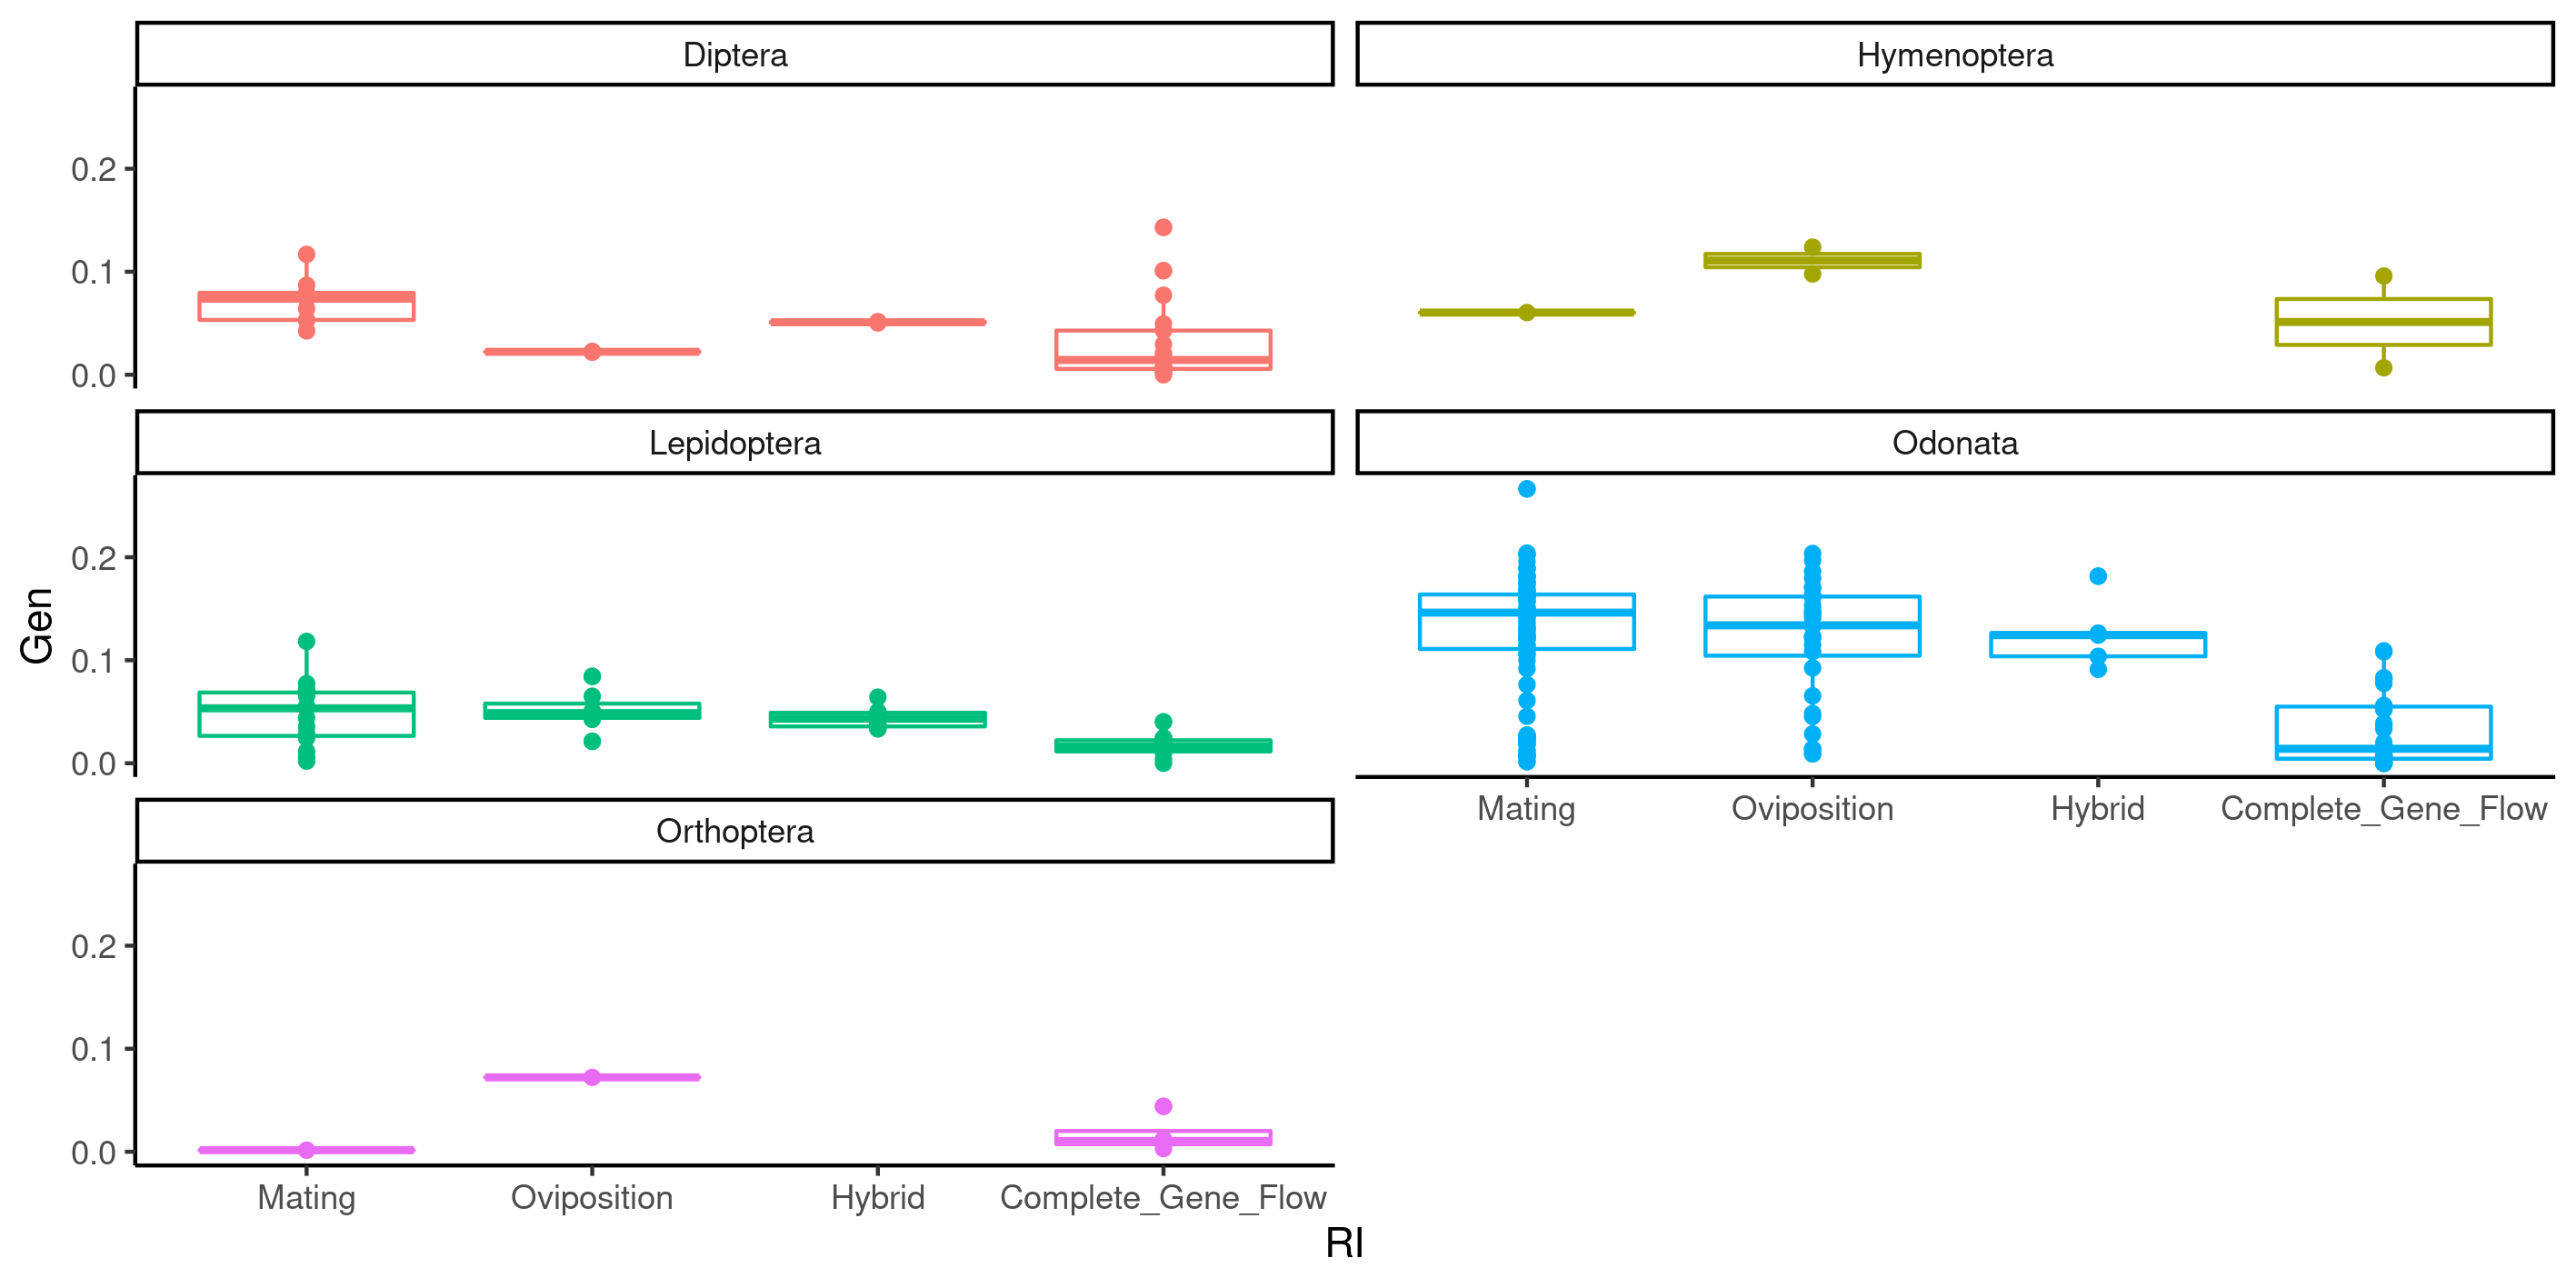 Diptera
Hymenoptera
0.2
0.1
0.0
Lepidoptera
Odonata
0.2
0.1
0.0
Mating Oviposition Hybrid Complete_Gene_Flow
Orthoptera
0.2
0.1
0.0
Mating Oviposition Hybrid Complete_Gene_Flow
Gen
RI